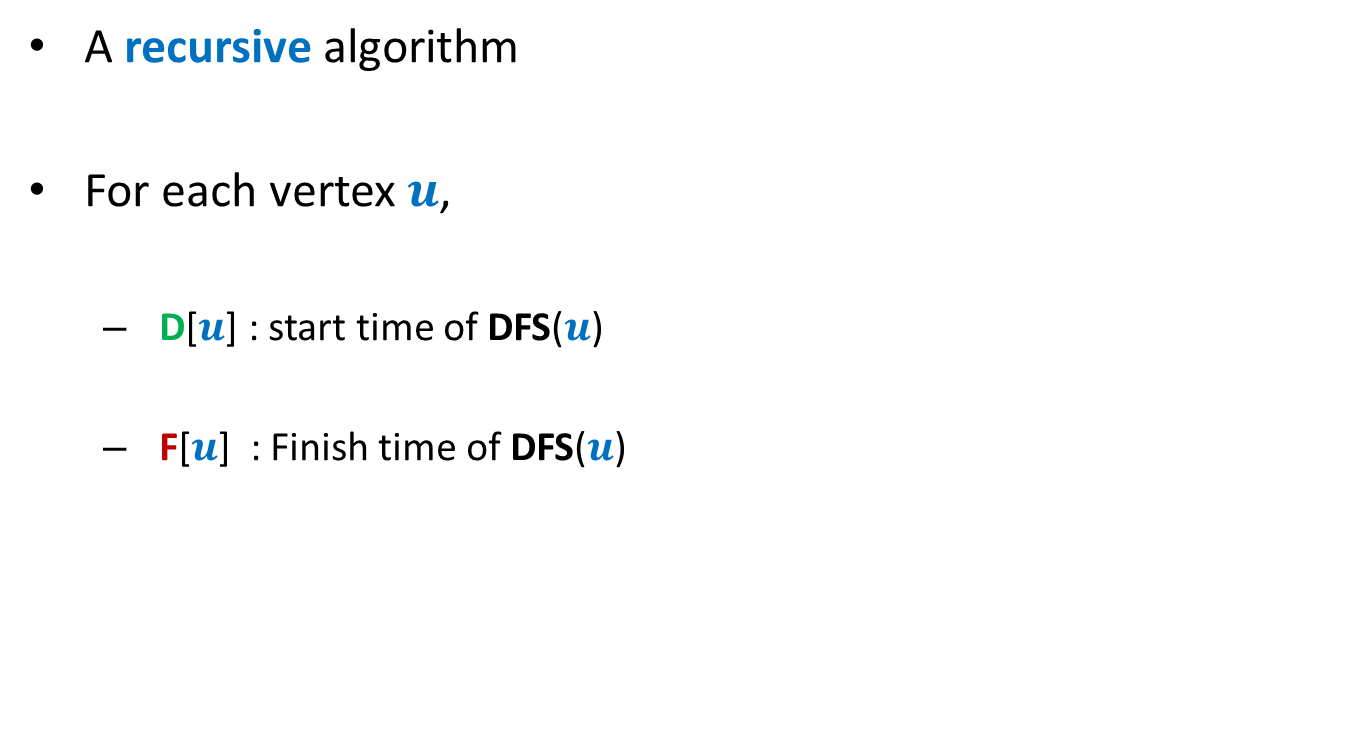 • A recursive algorithm
• For each vertex u,
– D[u] : start time of DFS(u)
– F[u] : Finish time of DFS(u)